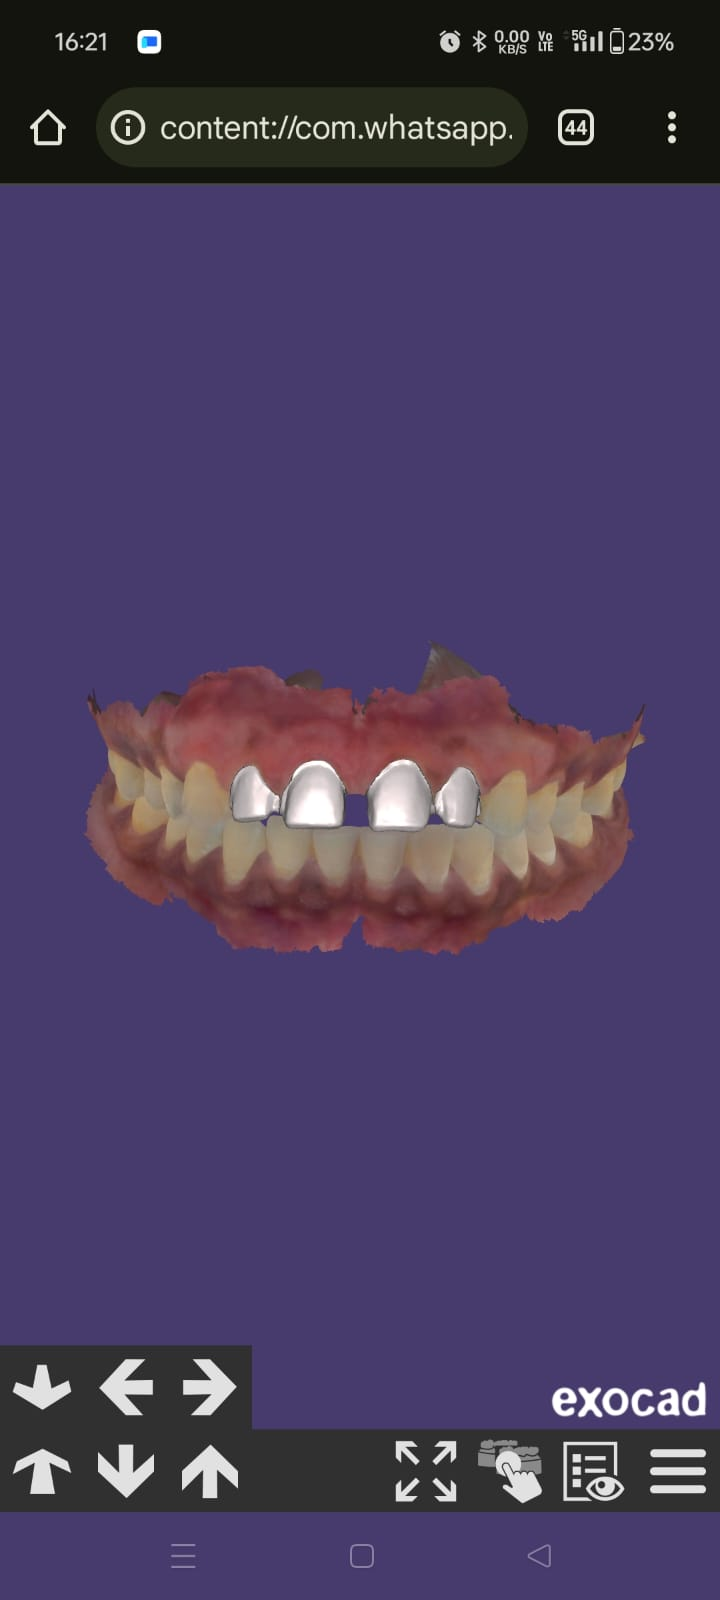 16:21
0.00 KB/S
Vo LTE
5G
23%
content://com.whatsapp.
44
exocad